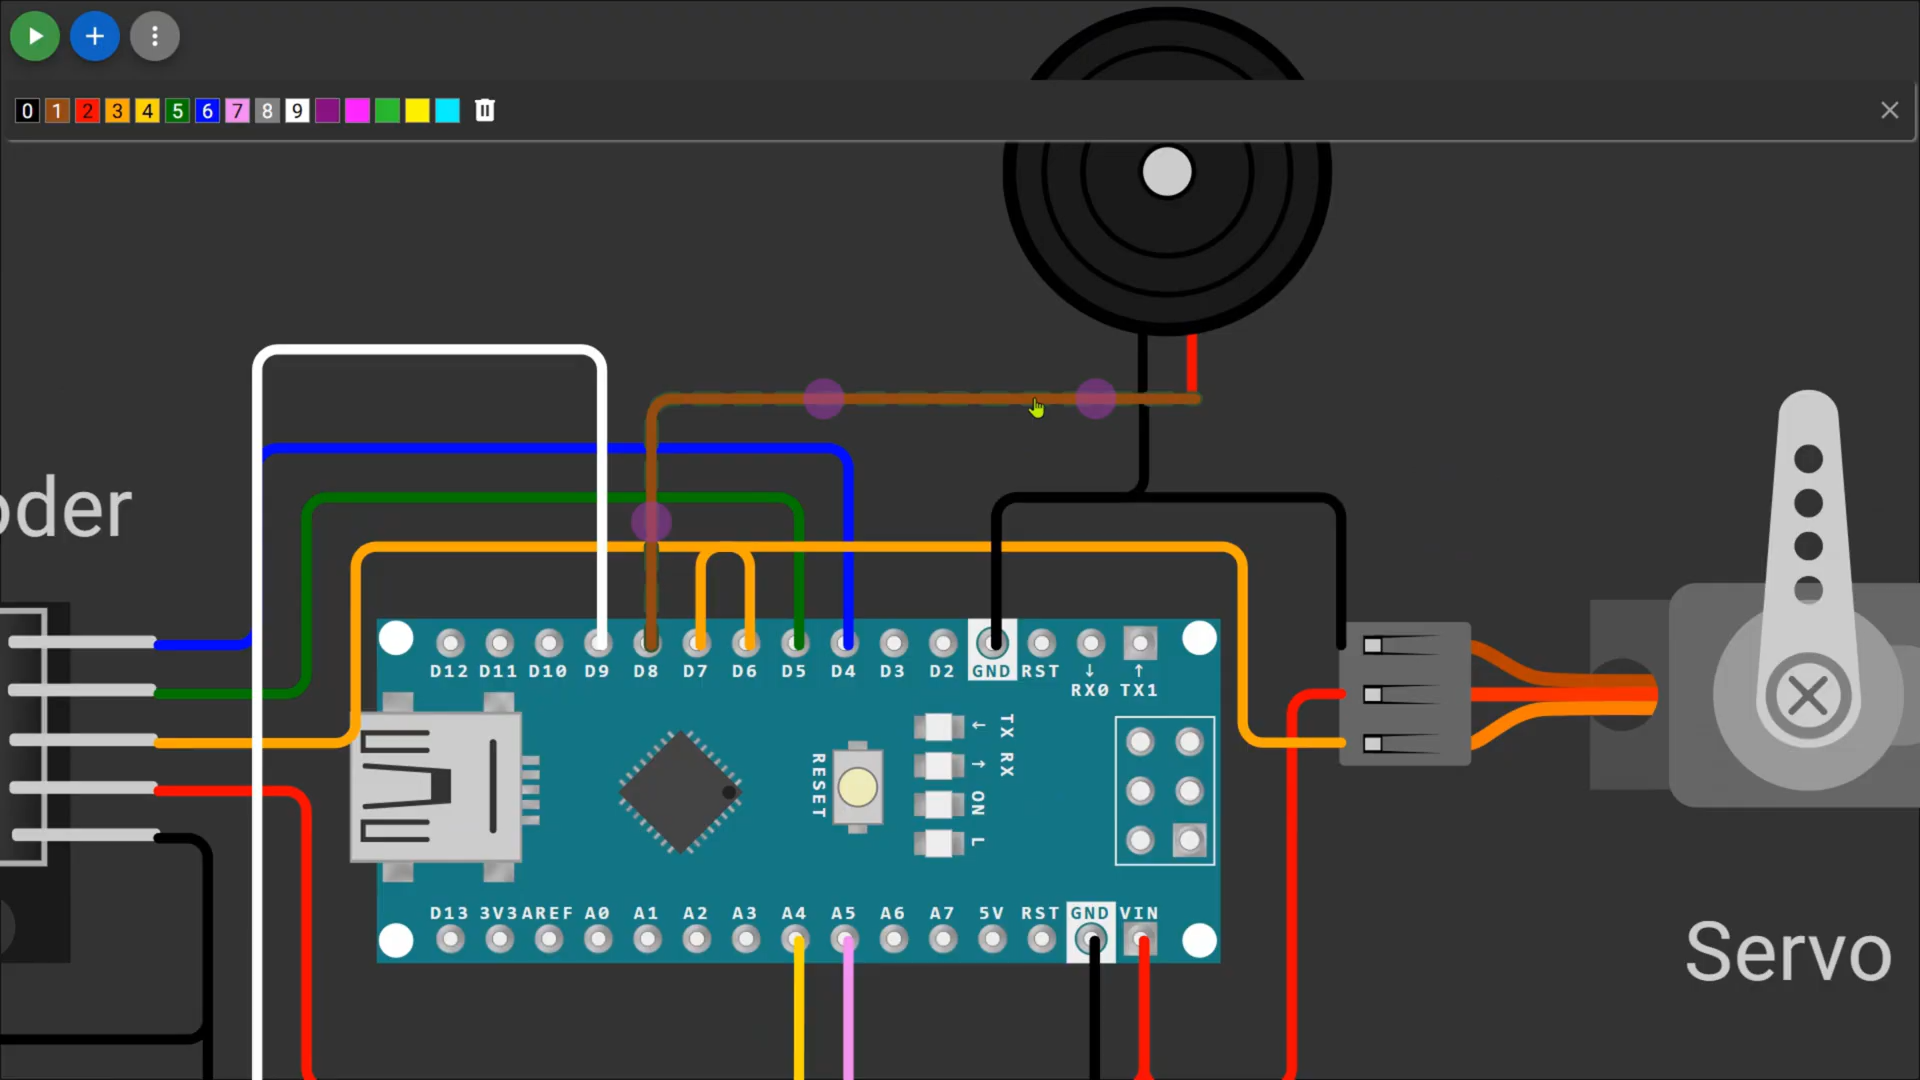 0 1 2 3 4 5 6 7 8 9
oder
D12 D11 D10 D9 D8 D7 D6 D5 D4 D3 D2 GND RST ↓ ↑
RX0 TX1
RESET
← TX
→ RX
ON
L
D13 3V3 AREF A0 A1 A2 A3 A4 A5 A6 A7 5V RST GND VIN
Servo